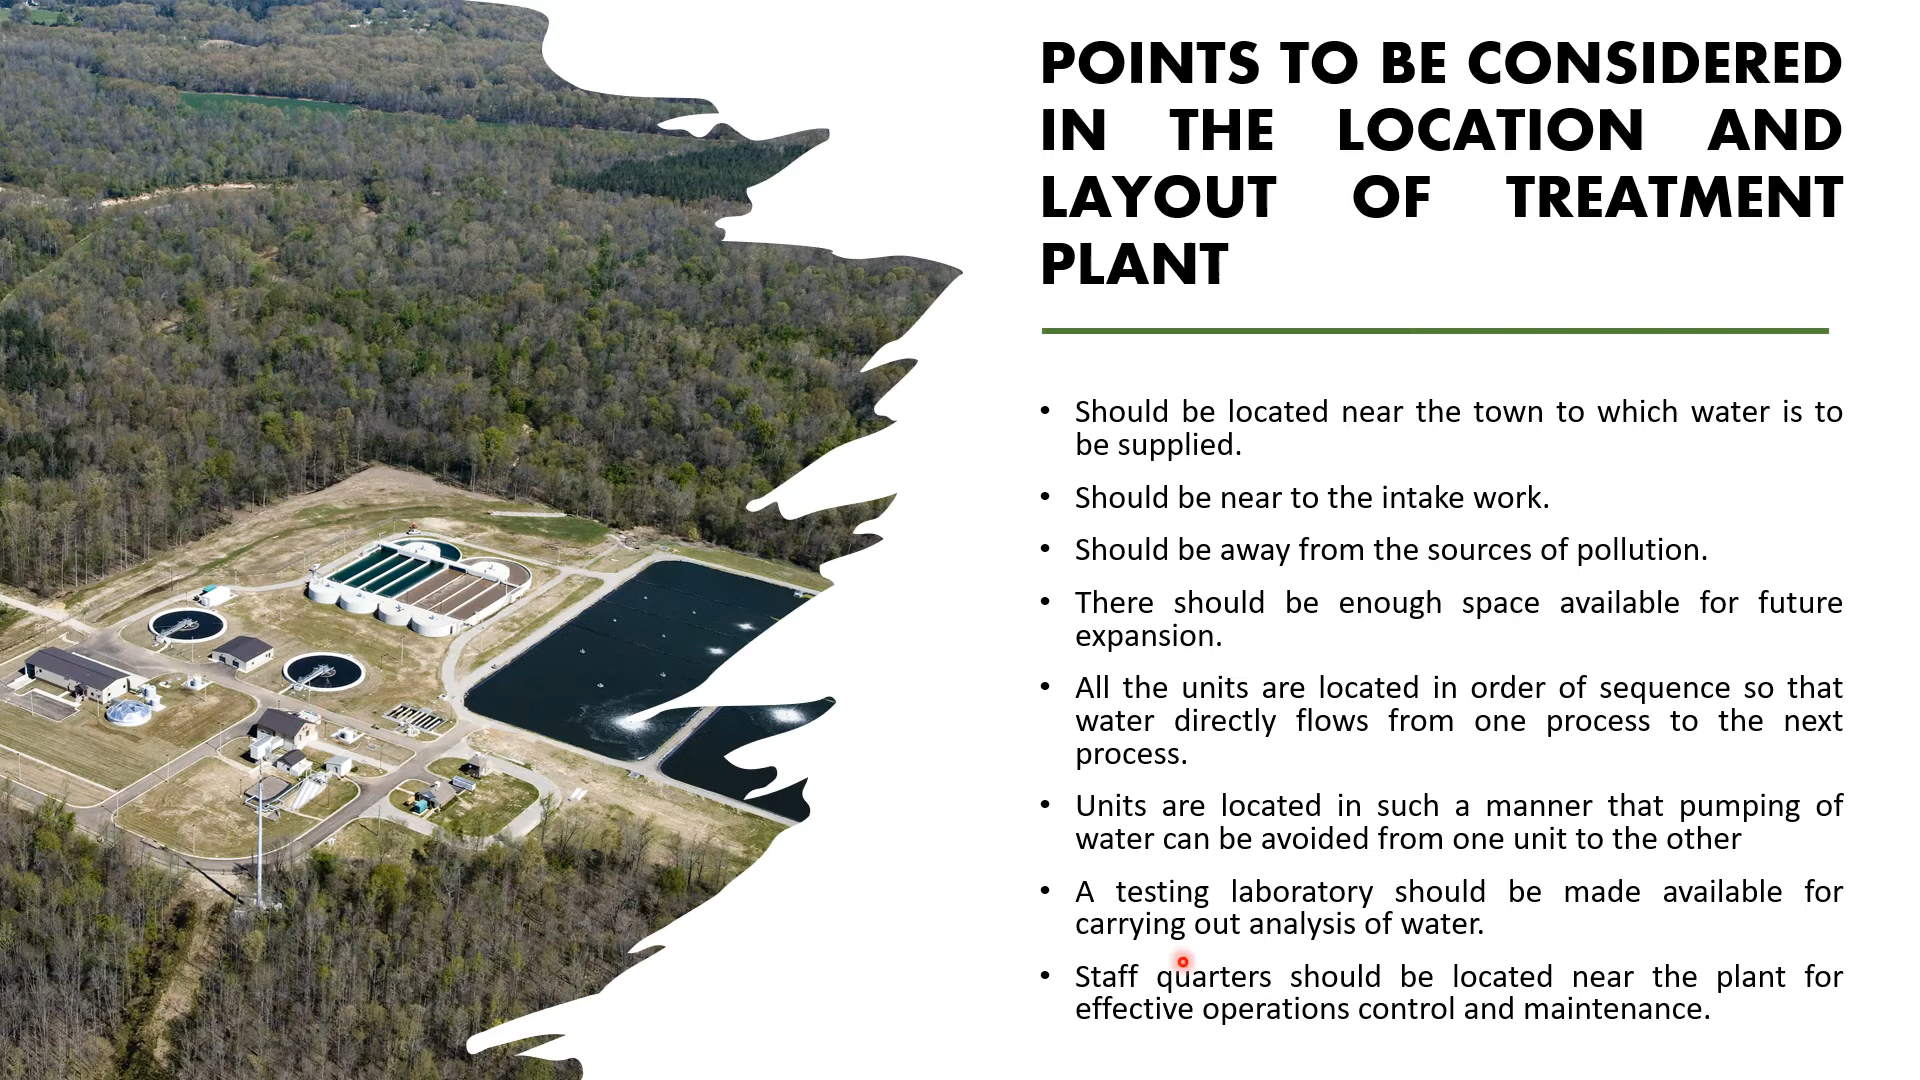 POINTS TO BE CONSIDERED
IN THE LOCATION AND
LAYOUT OF TREATMENT
PLANT
• Should be located near the town to which water is to
be supplied.
• Should be near to the intake work.
• Should be away from the sources of pollution.
• There should be enough space available for future
expansion.
• All the units are located in order of sequence so that
water directly flows from one process to the next
process.
• Units are located in such a manner that pumping of
water can be avoided from one unit to the other
• A testing laboratory should be made available for
carrying out analysis of water.
• Staff quarters should be located near the plant for
effective operations control and maintenance.